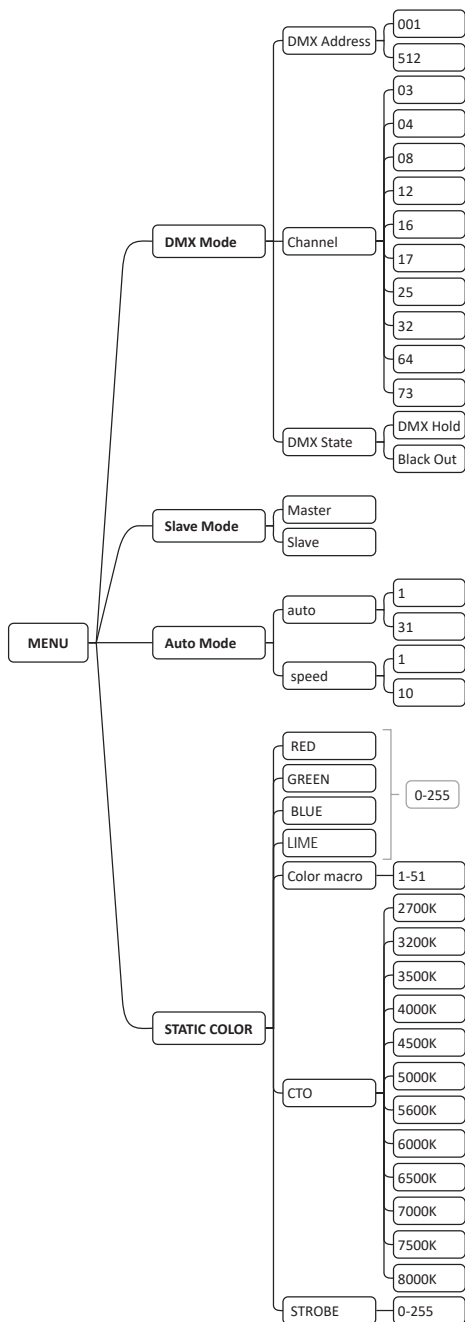 MENU
DMX Mode
DMX Address
001
512
Channel
03
04
08
12
16
17
25
32
64
73
DMX State
DMX Hold
Black Out
Slave Mode
Master
Slave
Auto Mode
auto
1
31
speed
1
10
STATIC COLOR
RED
GREEN
BLUE
LIME
0-255
Color macro
1-51
CTO
2700K
3200K
3500K
4000K
4500K
5000K
5600K
6000K
6500K
7000K
7500K
8000K
STROBE
0-255